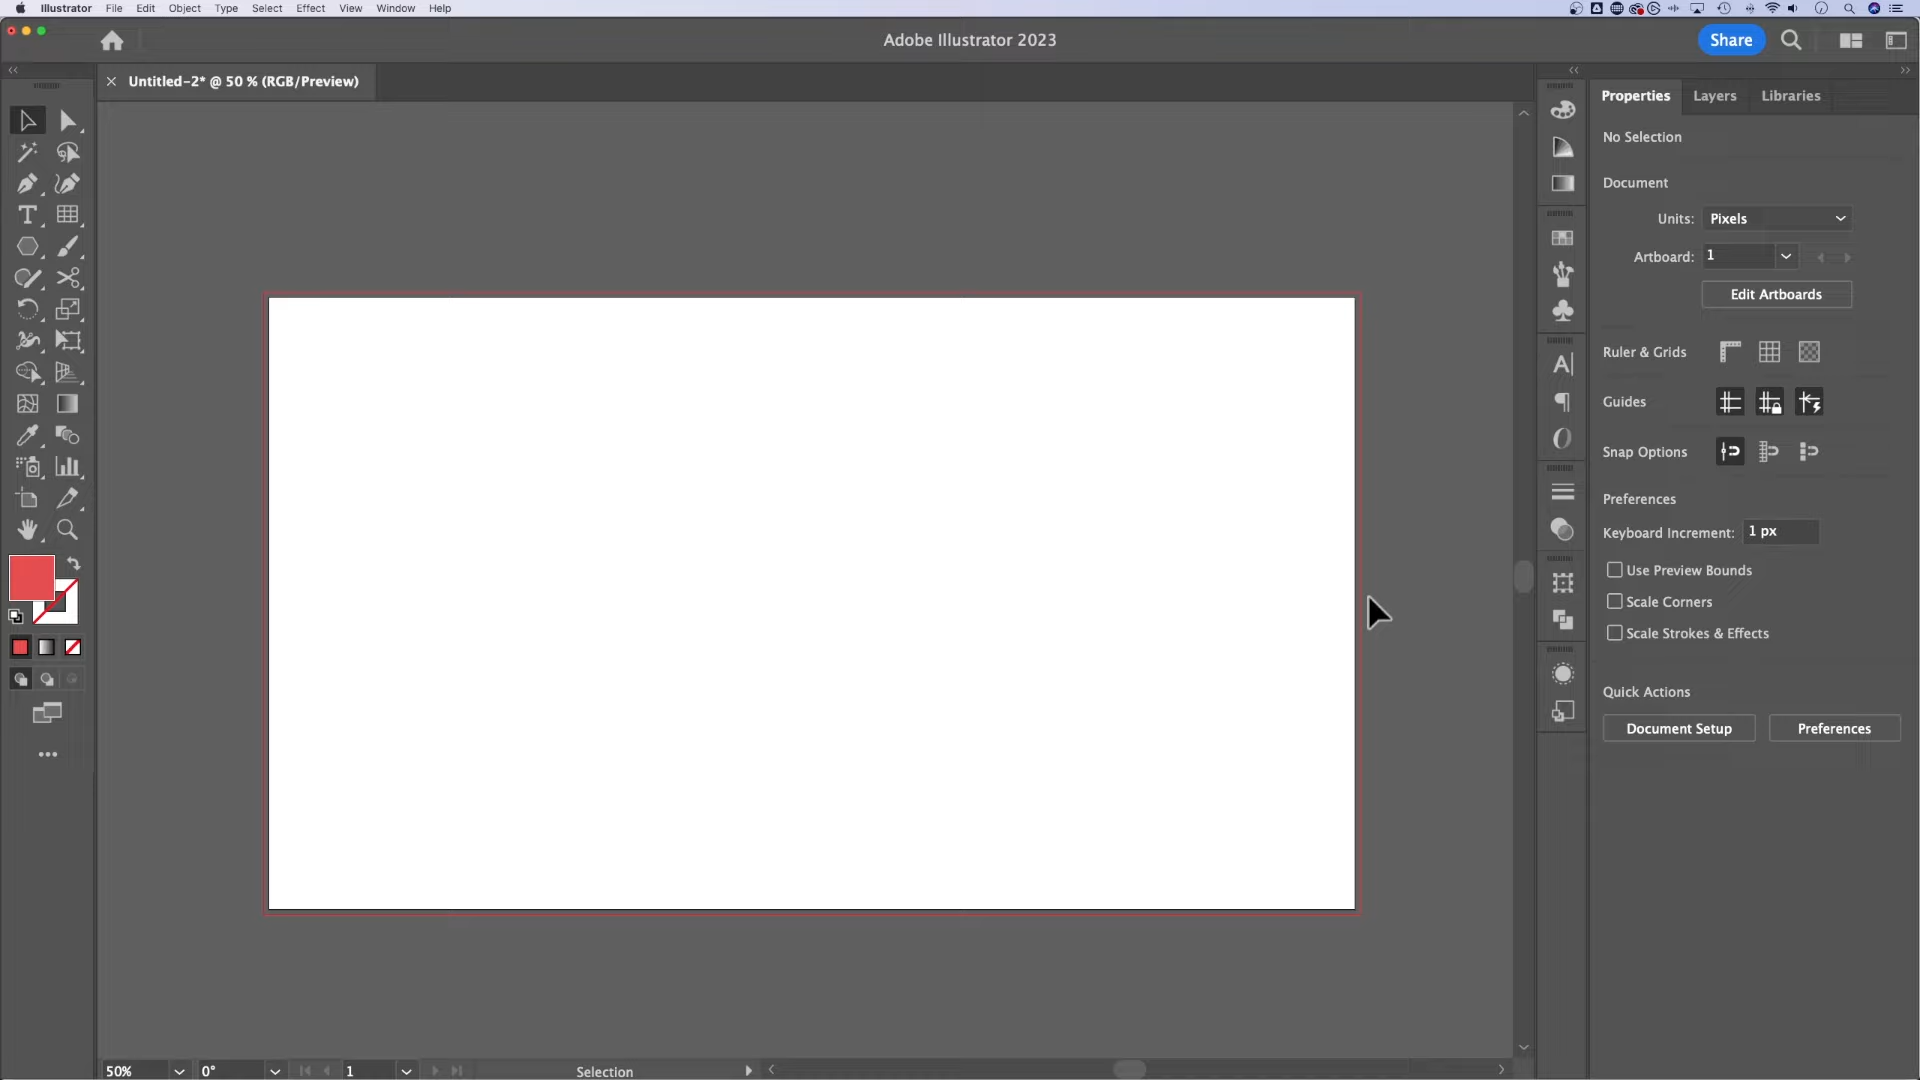 Illustrator File Edit Object Type Select Effect View Window Help
Adobe Illustrator 2023
Share
Untitled-2* @ 50 % (RGB/Preview)
Properties Layers Libraries
No Selection
Document
Units: Pixels
Artboard: 1
Edit Artboards
Ruler & Grids
Guides
Snap Options
Preferences
Keyboard Increment: 1 px
Use Preview Bounds
Scale Corners
Scale Strokes & Effects
Quick Actions
Document Setup Preferences
50% 0° 1 Selection